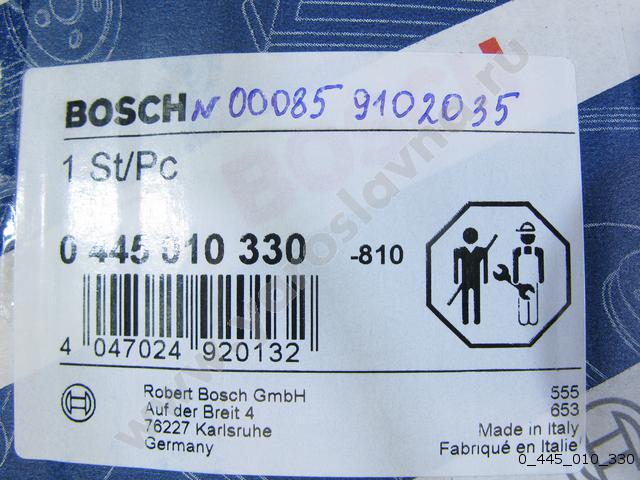 BOSCH N 00085 9102035
1 St/Pc
0 445 010 330 -810
4 047024 920132
Robert Bosch GmbH
Auf der Breit 4
76227 Karlsruhe
Germany
555
653
Made in Italy
Fabriqué en Italie
0_445_010_330